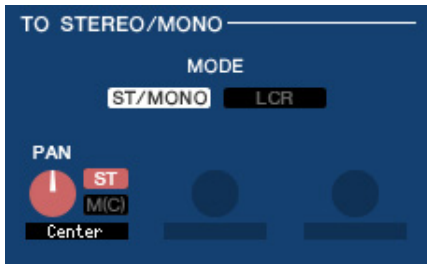 TO STEREO/MONO
MODE
ST/MONO LCR
PAN
ST
M(C)
Center